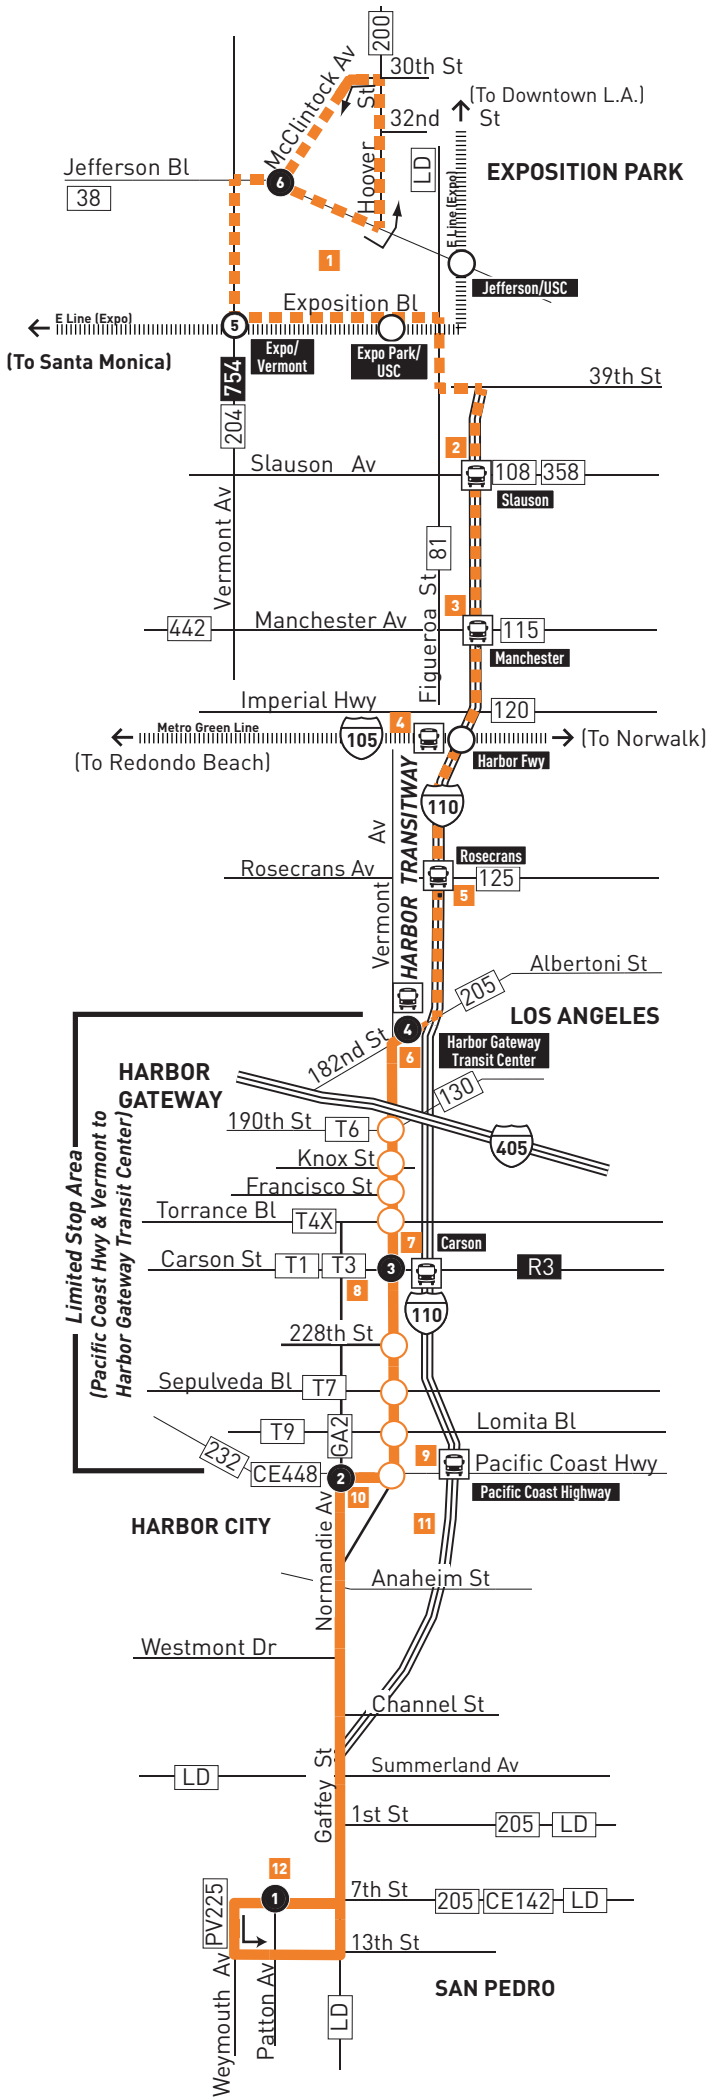 200
30th St
McClintock Av
Hoover St
32nd St
(To Downtown L.A.)
Jefferson Bl
38
6
LD
EXPOSITION PARK
E Line (Expo)
1
Jefferson/USC
Exposition Bl
E Line (Expo)
5
(To Santa Monica)
Expo/
Vermont
Expo Park/
USC
754
204
39th St
2
Slauson Av
108
358
Slauson
Vermont Av
81
Figueroa St
3
442
Manchester Av
115
Manchester
Imperial Hwy
120
4
Metro Green Line
105
(To Redondo Beach)
(To Norwalk)
Harbor Fwy
110
HARBOR TRANSITWAY
Vermont Av
Rosecrans
Rosecrans Av
125
5
Albertoni St
205
LOS ANGELES
4
182nd St
6
Harbor Gateway
Transit Center
HARBOR
GATEWAY
130
190th St
T6
405
Knox St
Francisco St
Torrance Bl
T4X
Limited Stop Area
(Pacific Coast Hwy & Vermont to
Harbor Gateway Transit Center)
7
Carson
Carson St
T1
T3
3
R3
8
110
228th St
Sepulveda Bl
T7
T9
GA2
Lomita Bl
232
CE448
2
9
Pacific Coast Hwy
Pacific Coast Highway
10
HARBOR CITY
11
Normandie Av
Anaheim St
Westmont Dr
Channel St
Gaffey St
LD
Summerland Av
1st St
205
LD
12
1
7th St
205
CE142
LD
PV225
13th St
Weymouth Av
Patton Av
LD
SAN PEDRO